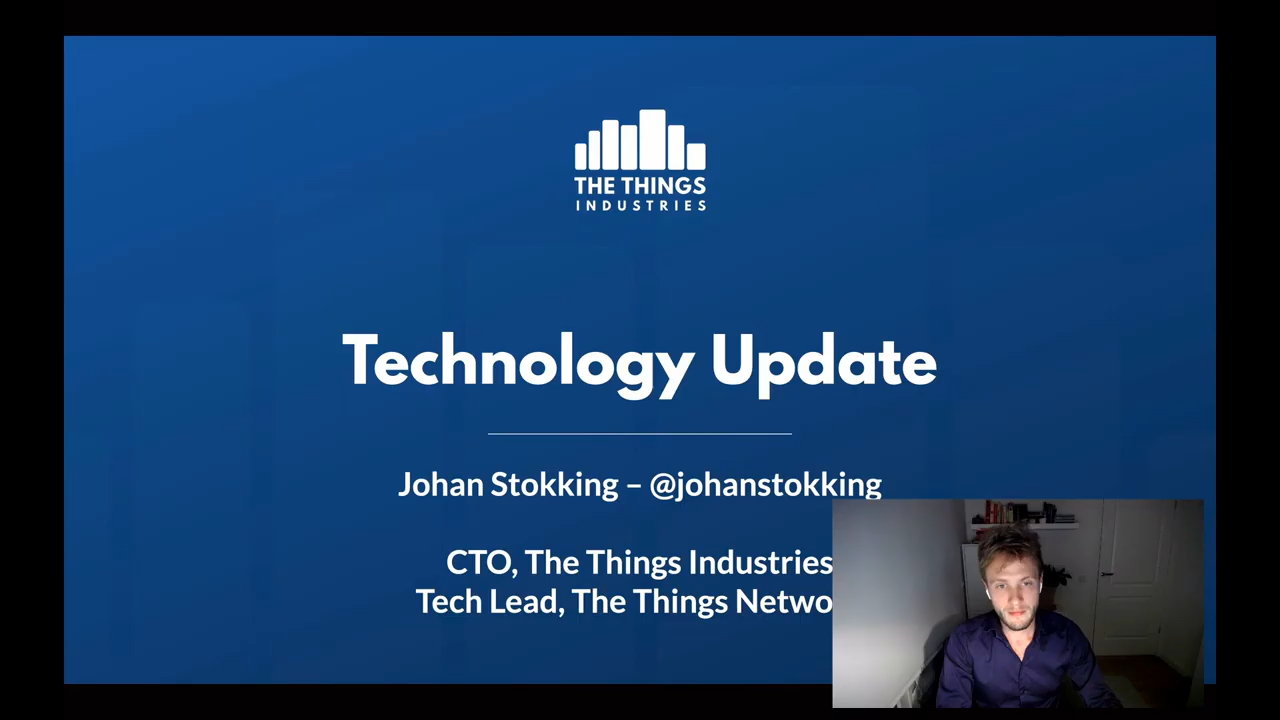 THE THINGS
INDUSTRIES
Technology Update
Johan Stokking – @johanstokking
CTO, The Things Industries
Tech Lead, The Things Netwo